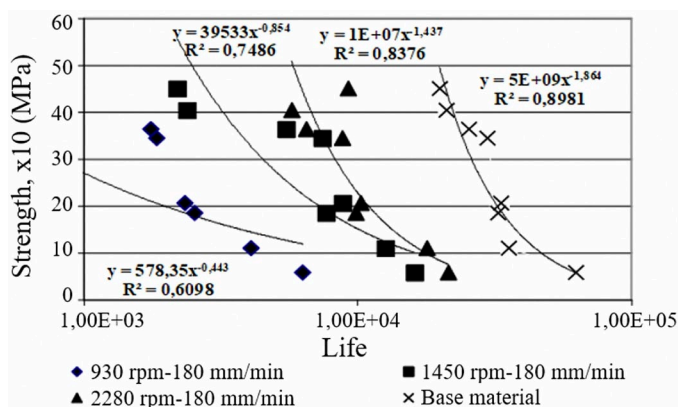 60
50
40
30
20
10
0
Strength, x10 (MPa)
y = 39533x-0,854
R² = 0,7486
y = 1E+07x-1,437
R² = 0,8376
y = 5E+09x-1,864
R² = 0,8981
y = 578,35x-0,443
R² = 0,6098
1,00E+03
1,00E+04
1,00E+05
Life
930 rpm-180 mm/min
1450 rpm-180 mm/min
2280 rpm-180 mm/min
Base material